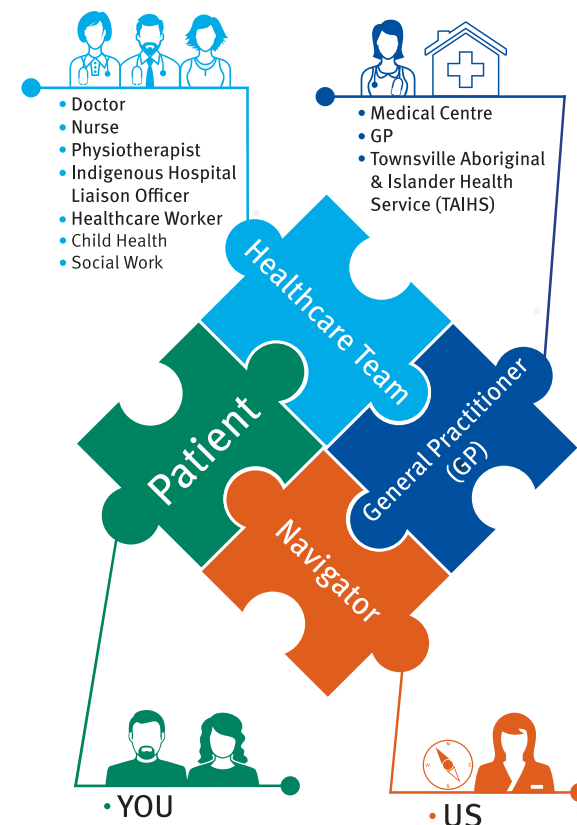 • Doctor
• Nurse
• Physiotherapist
• Indigenous Hospital
Liaison Officer
• Healthcare Worker
• Child Health
• Social Work
• Medical Centre
• GP
• Townsville Aboriginal
& Islander Health
Service (TAIHS)
Healthcare Team
General Practitioner
(GP)
Patient
Navigator
• YOU
N
W
E
S
• US